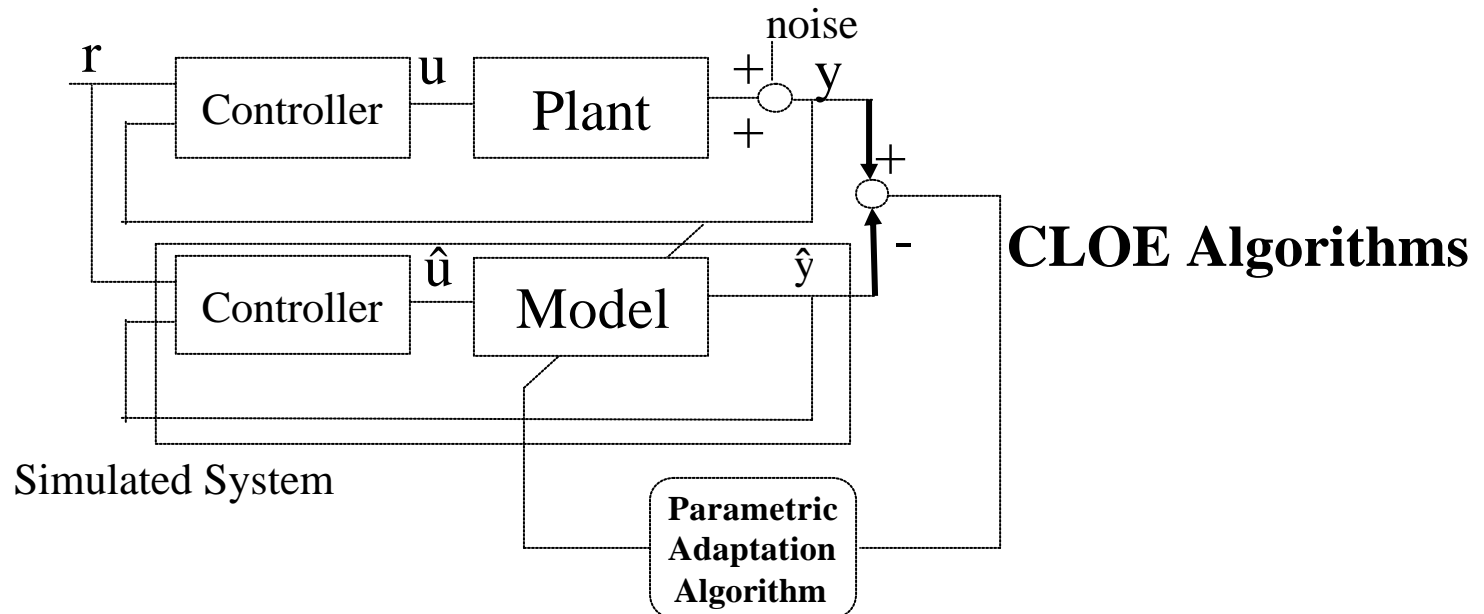 noise
r
u
+
y
Controller
Plant
+
+
CLOE Algorithms
-
û
ŷ
Controller
Model
Simulated System
Parametric
Adaptation
Algorithm